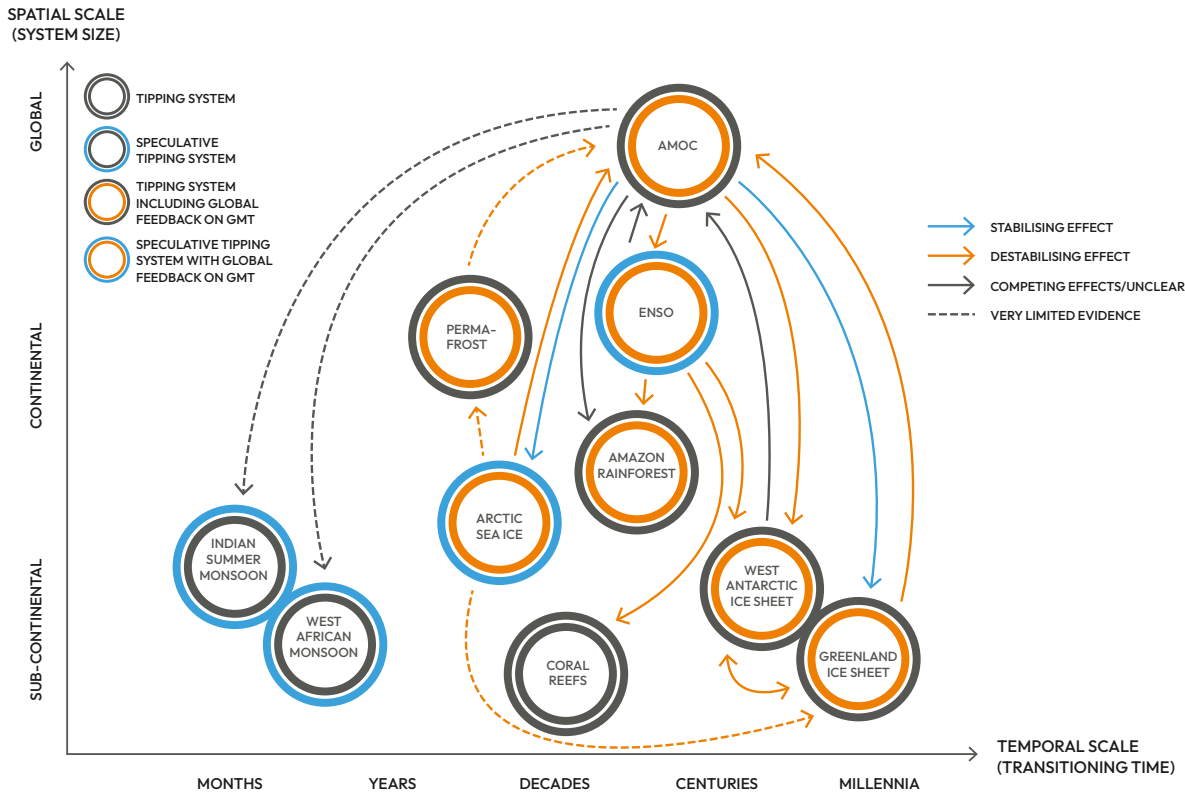 SPATIAL SCALE
(SYSTEM SIZE)
GLOBAL
CONTINENTAL
SUB-CONTINENTAL
TIPPING SYSTEM
SPECULATIVE
TIPPING SYSTEM
TIPPING SYSTEM
INCLUDING GLOBAL
FEEDBACK ON GMT
SPECULATIVE TIPPING
SYSTEM WITH GLOBAL
FEEDBACK ON GMT
STABILISING EFFECT
DESTABILISING EFFECT
COMPETING EFFECTS/UNCLEAR
VERY LIMITED EVIDENCE
AMOC
ENSO
PERMA-
FROST
AMAZON
RAINFOREST
ARCTIC
SEA ICE
INDIAN
SUMMER
MONSOON
WEST
AFRICAN
MONSOON
CORAL
REEFS
WEST
ANTARCTIC
ICE SHEET
GREENLAND
ICE SHEET
MONTHS
YEARS
DECADES
CENTURIES
MILLENNIA
TEMPORAL SCALE
(TRANSITIONING TIME)